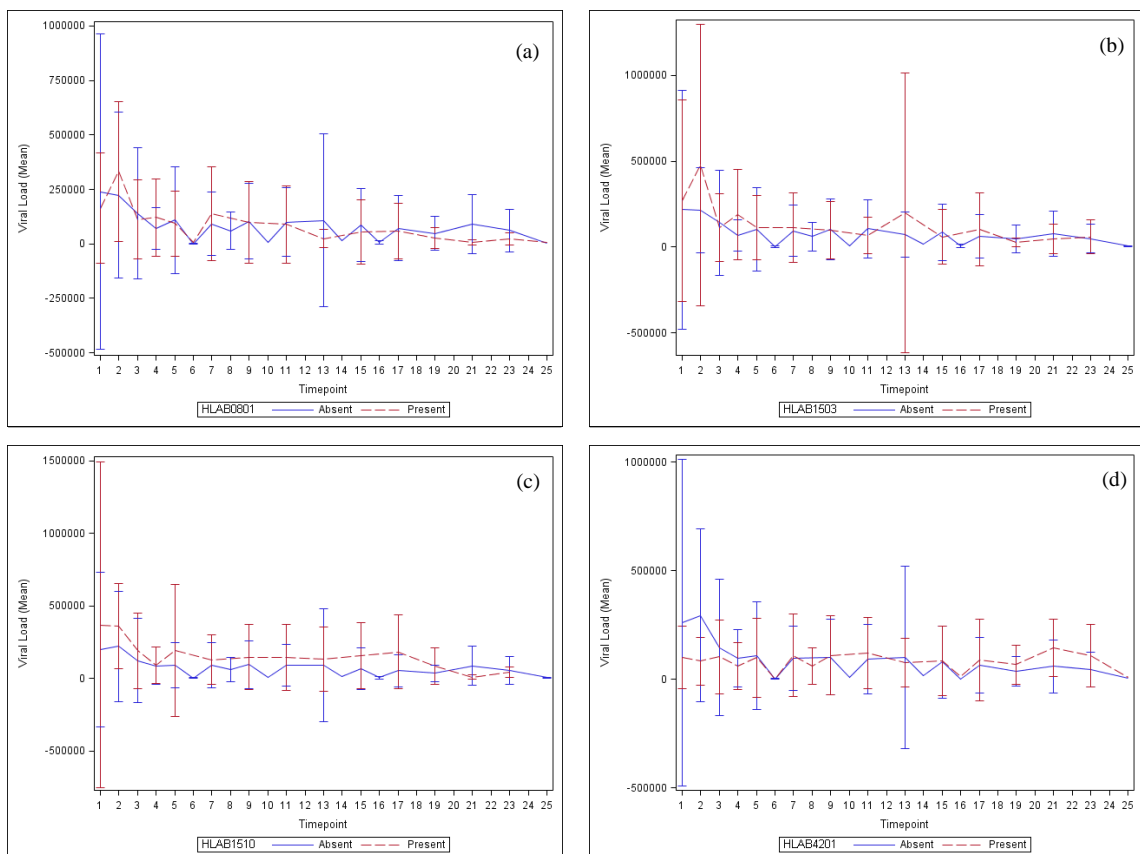 (a)
1000000
750000
500000
250000
0
-250000
-500000
Viral Load (Mean)
1 2 3 4 5 6 7 8 9 10 11 13 14 15 16 17 19 20 21 22 23 25
Timepoint
HLAB0801 Absent Present
(b)
1000000
500000
0
-500000
Viral Load (Mean)
1 2 3 4 5 6 7 8 9 10 11 12 13 14 15 16 17 18 19 20 21 22 23 24 25
Timepoint
HLAB1503 Absent Present
(c)
1500000
1000000
500000
0
-500000
Viral Load (Mean)
1 2 3 4 5 6 7 8 9 10 11 12 13 14 15 16 17 18 19 20 21 22 23 24 25
Timepoint
HLAB1510 Absent Present
(d)
1000000
500000
0
-500000
Viral Load (Mean)
1 2 3 4 5 6 7 8 9 10 11 12 13 14 15 16 17 18 19 20 21 22 23 24 25
Timepoint
HLAB4201 Absent Present